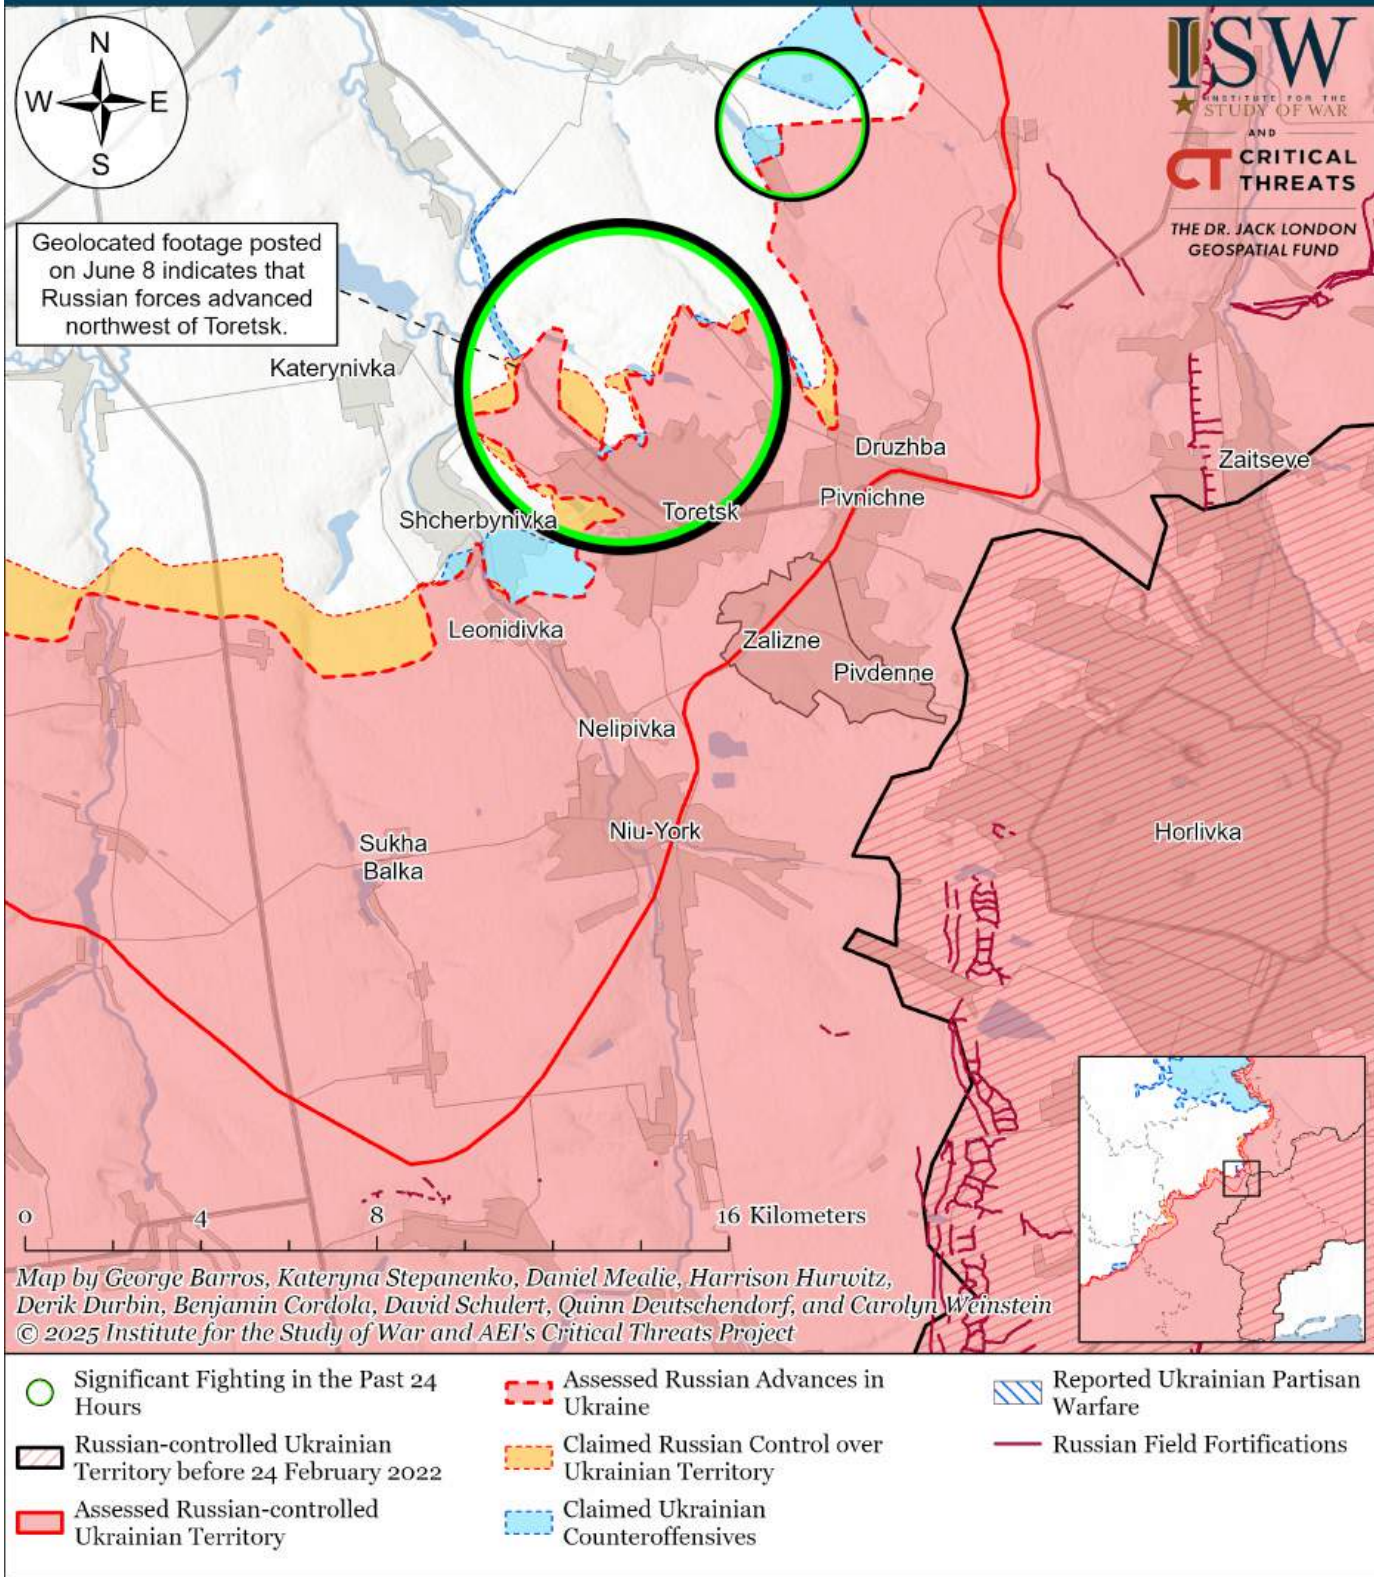 N
W
E
S
ISW
INSTITUTE FOR THE
STUDY OF WAR
AND
CT CRITICAL
THREATS
THE DR. JACK LONDON
GEOSPATIAL FUND
Geolocated footage posted
on June 8 indicates that
Russian forces advanced
northwest of Toretsk.
Katerynivka
Druzhba
Zaitseve
Pivnichne
Toretsk
Shcherbynivka
Leonidivka
Zalizne
Pivdenne
Nelipivka
Niu-York
Horlivka
Sukha
Balka
0 4 8 16 Kilometers
Map by George Barros, Kateryna Stepanenko, Daniel Mealie, Harrison Hurwitz,
Derik Durbin, Benjamin Cordola, David Schulert, Quinn Deutschendorf, and Carolyn Weinstein
© 2025 Institute for the Study of War and AEI's Critical Threats Project
Significant Fighting in the Past 24
Hours
Russian-controlled Ukrainian
Territory before 24 February 2022
Assessed Russian-controlled
Ukrainian Territory
Assessed Russian Advances in
Ukraine
Claimed Russian Control over
Ukrainian Territory
Claimed Ukrainian
Counteroffensives
Reported Ukrainian Partisan
Warfare
Russian Field Fortifications